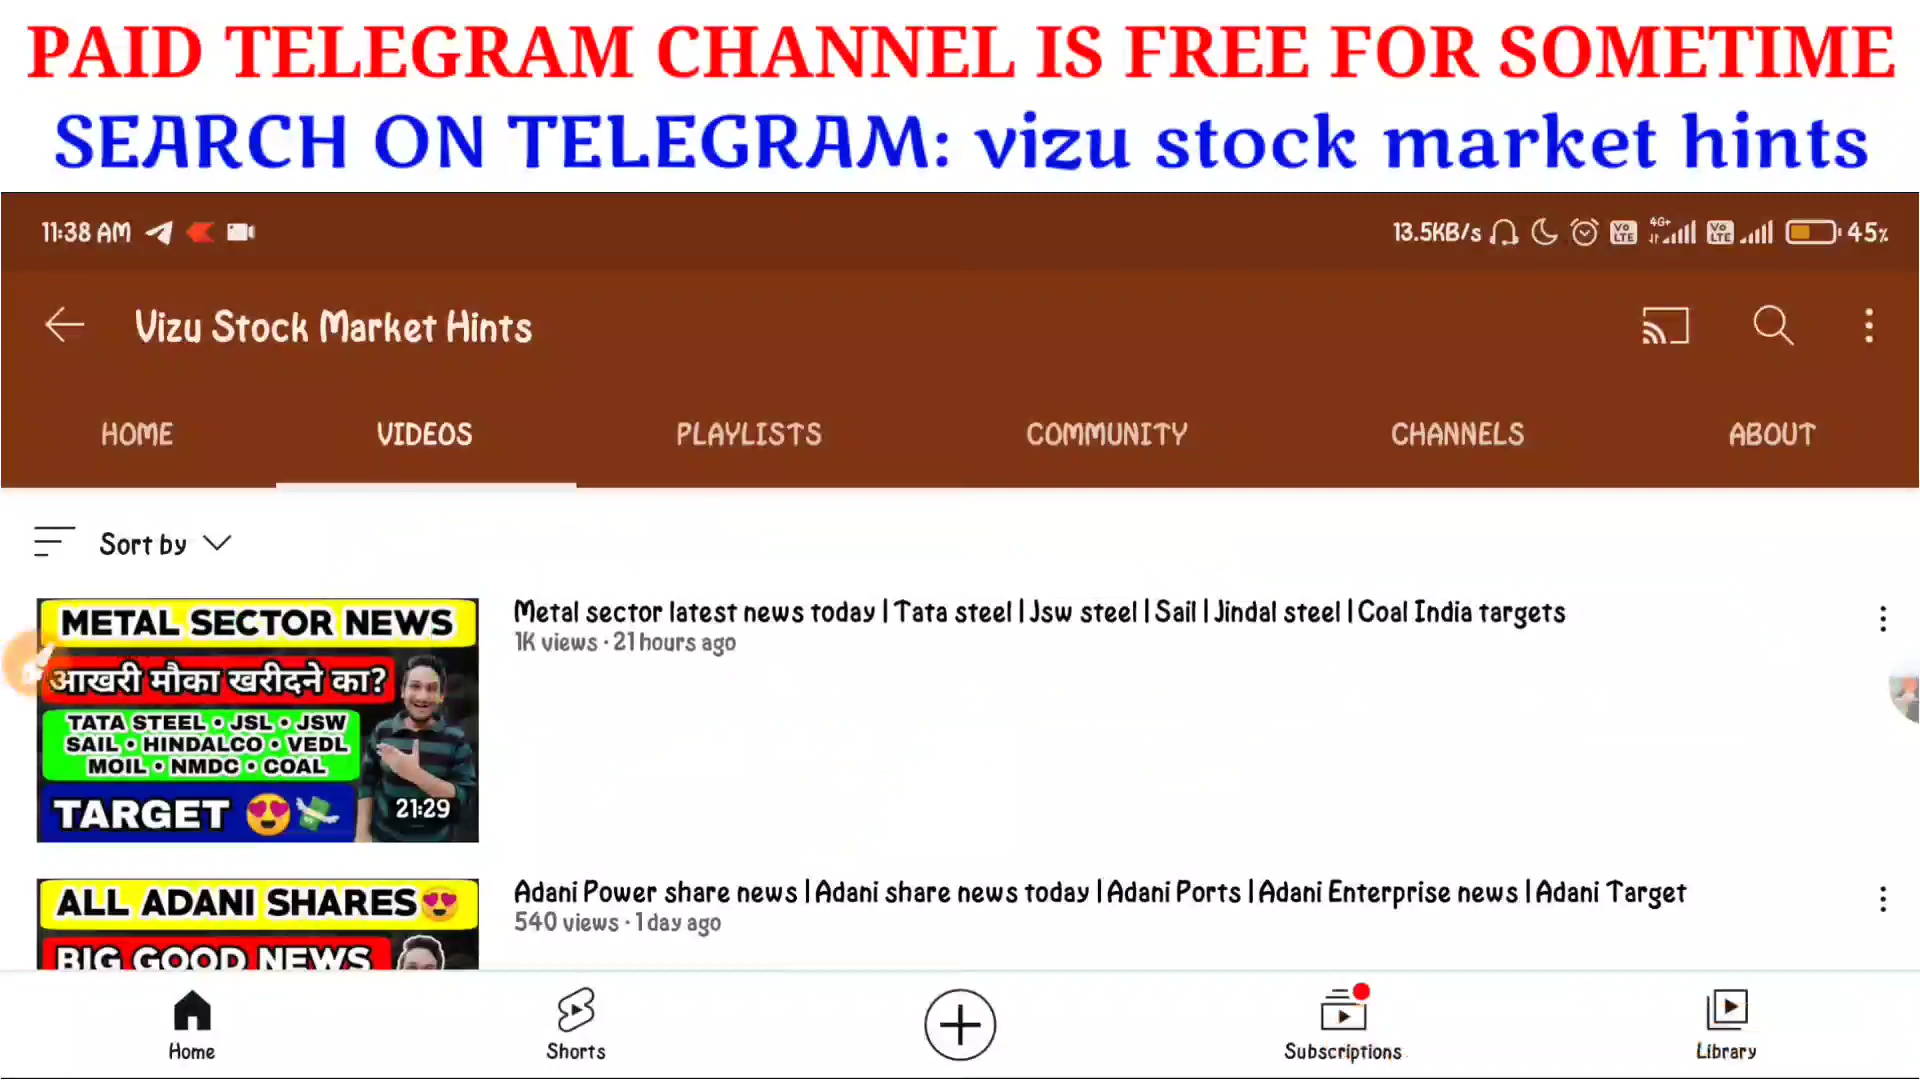 PAID TELEGRAM CHANNEL IS FREE FOR SOMETIME
SEARCH ON TELEGRAM: vizu stock market hints
11:38 AM
13.5KB/s
Vo LTE
4G+
Vo LTE
45%
Vizu Stock Market Hints
HOME
VIDEOS
PLAYLISTS
COMMUNITY
CHANNELS
ABOUT
Sort by
METAL SECTOR NEWS
आखरी मौका खरीदने का?
TATA STEEL • JSL • JSW
SAIL • HINDALCO • VEDL
MOIL • NMDC • COAL
TARGET 😍💸
21:29
Metal sector latest news today | Tata steel | Jsw steel | Sail | Jindal steel | Coal India targets
1K views · 21 hours ago
ALL ADANI SHARES😍
BIG GOOD NEWS
Adani Power share news | Adani share news today | Adani Ports | Adani Enterprise news | Adani Target
540 views · 1 day ago
Home
Shorts
Subscriptions
Library